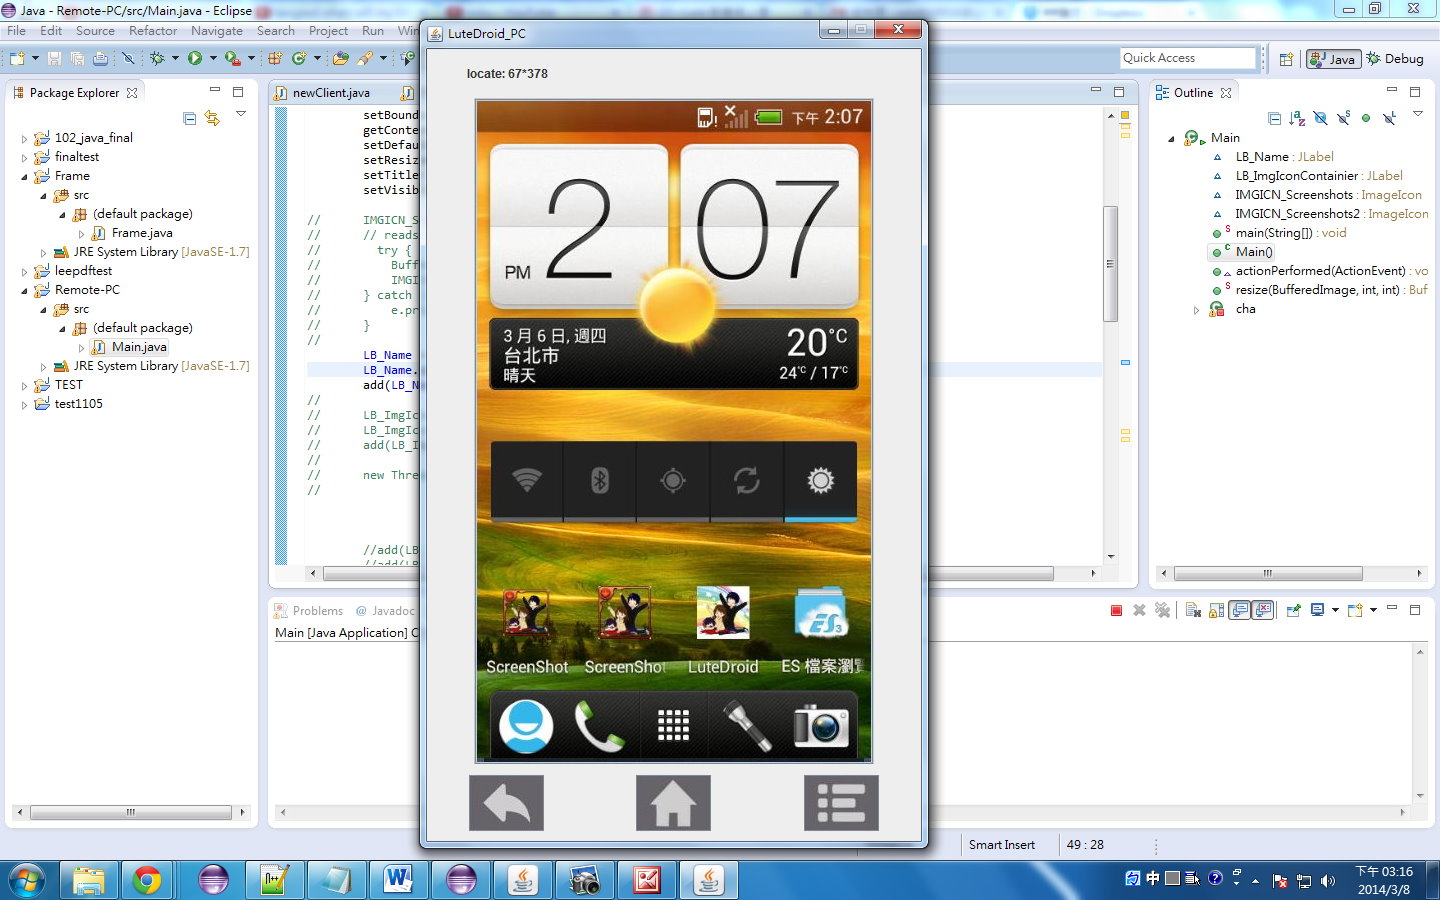 Java - Remote-PC/src/Main.java - Eclipse
File Edit Source Refactor Navigate Search Project Run
Quick Access
Java
Debug
Package Explorer
102_java_final
finaltest
Frame
src
(default package)
Frame.java
JRE System Library [JavaSE-1.7]
leepdftest
Remote-PC
src
(default package)
Main.java
JRE System Library [JavaSE-1.7]
TEST
test1105
newClient.java
setBound
getConte
setDefau
setResiz
setTitle
setVisib
// IMGICN_S
// // reads
// try {
// Buff
// IMGI
// } catch
// e.pr
// }
//
LB_Name
LB_Name.
add(LB_N
//
// LB_ImgIc
// LB_ImgIc
// add(LB_I
//
// new Thre
//
//add(LB
Problems
@ Javadoc
Main [Java Application] C
LuteDroid_PC
locate: 67*378
下午 2:07
PM 2 07
3 月 6 日, 週四
台北市
晴天
20°C
24°C / 17°C
ScreenShot
ScreenShot
LuteDroid
ES 檔案瀏覽
Outline
Main
LB_Name : JLabel
LB_ImgIconContainier : JLabel
IMGICN_Screenshots : ImageIcon
IMGICN_Screenshots2 : ImageIcon
main(String[]) : void
Main()
actionPerformed(ActionEvent) : vo
resize(BufferedImage, int, int) : Buf
cha
Smart Insert
49 : 28
中
下午 03:16
2014/3/8